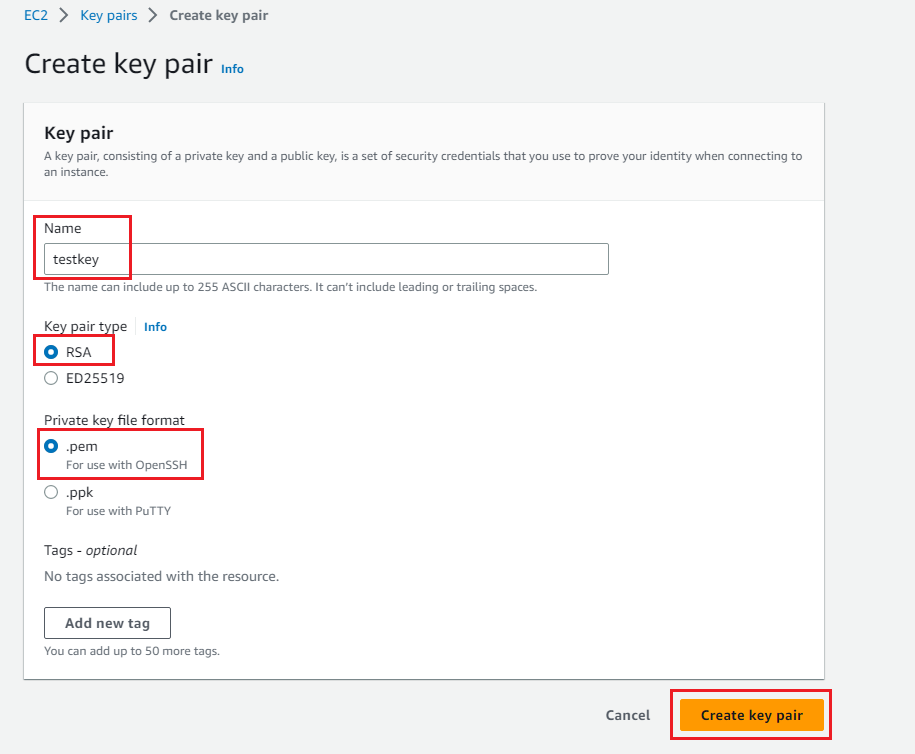 EC2 > Key pairs > Create key pair
Create key pair Info
Key pair
A key pair, consisting of a private key and a public key, is a set of security credentials that you use to prove your identity when connecting to
an instance.
Name
testkey
The name can include up to 255 ASCII characters. It can't include leading or trailing spaces.
Key pair type Info
RSA
ED25519
Private key file format
.pem
For use with OpenSSH
.ppk
For use with PuTTY
Tags - optional
No tags associated with the resource.
Add new tag
You can add up to 50 more tags.
Cancel Create key pair